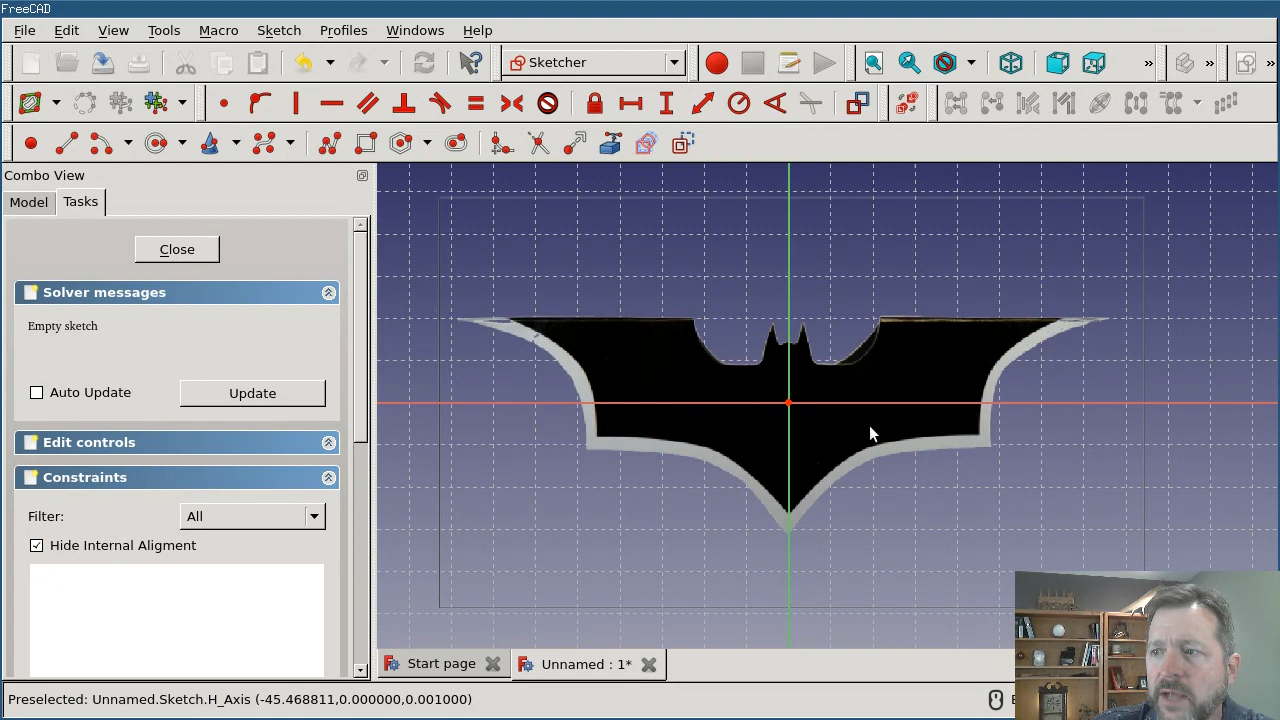 FreeCAD
File Edit View Tools Macro Sketch Profiles Windows Help
Sketcher
» » »
Combo View
Model Tasks
Close
Solver messages
Empty sketch
Auto Update Update
Edit controls
Constraints
Filter: All
Hide Internal Aligment
Start page Unnamed : 1*
Preselected: Unnamed.Sketch.H_Axis (-45.468811,0.000000,0.001000)